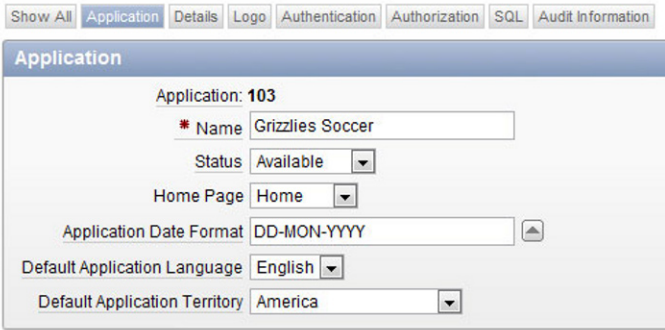 Show All Application Details Logo Authentication Authorization SQL Audit Information
Application
Application: 103
* Name Grizzlies Soccer
Status Available
Home Page Home
Application Date Format DD-MON-YYYY
Default Application Language English
Default Application Territory America